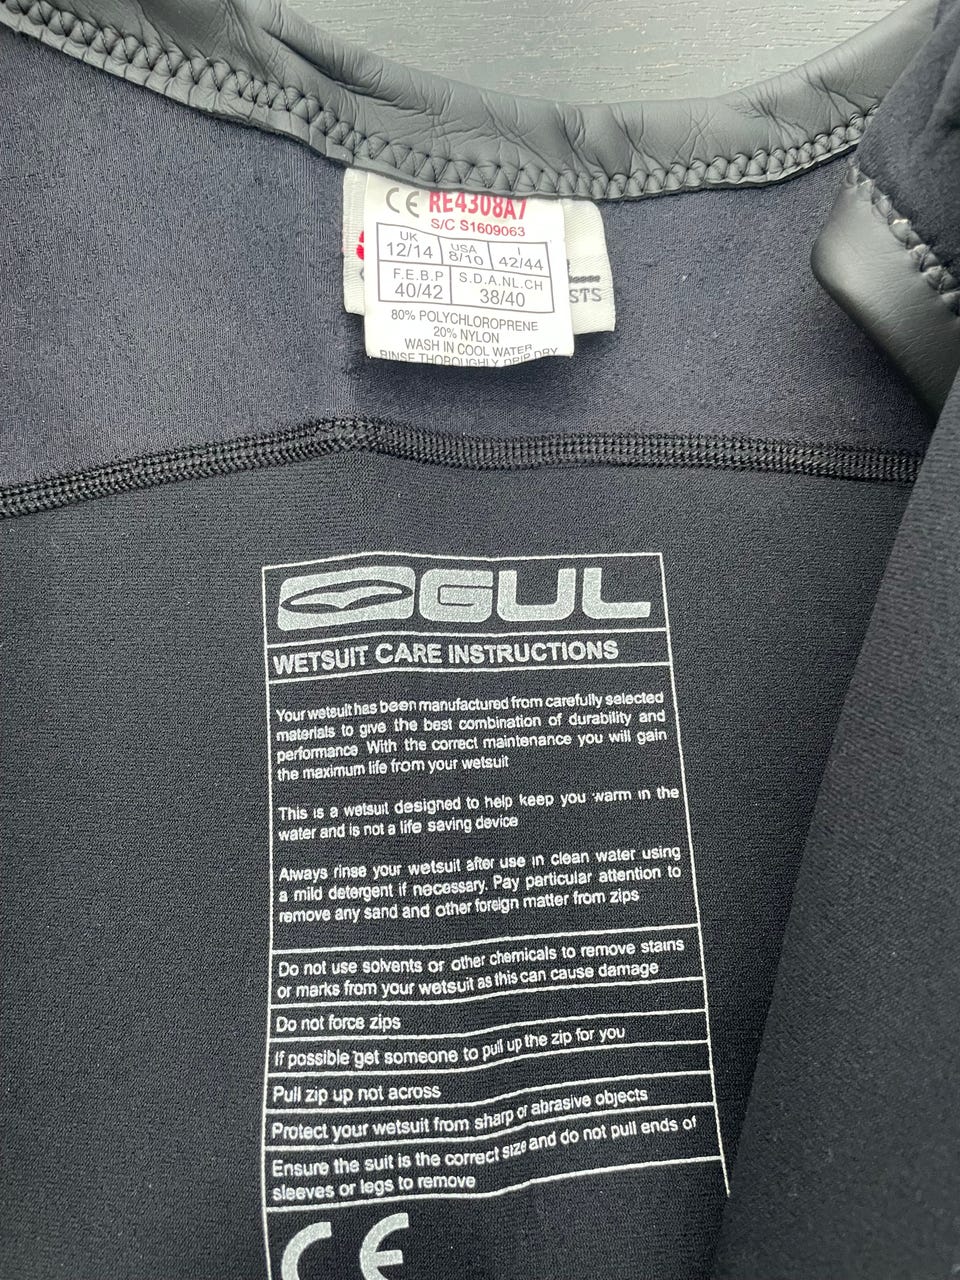 CE RE4308A7
S/C S1609063
UK USA I
12/14 8/10 42/44
F.E.B.P S.D.A.NL.CH
40/42 38/40
80% POLYCHLOROPRENE
20% NYLON
WASH IN COOL WATER
RINSE THOROUGHLY DRIP DRY
STS
GUL
WETSUIT CARE INSTRUCTIONS
Your wetsuit has been manufactured from carefully selected
materials to give the best combination of durability and
performance With the correct maintenance you will gain
the maximum life from your wetsuit
This is a wetsuit designed to help keep you warm in the
water and is not a life saving device
Always rinse your wetsuit after use in clean water using
a mild detergent if necessary. Pay particular attention to
remove any sand and other foreign matter from zips
Do not use solvents or other chemicals to remove stains
or marks from your wetsuit as this can cause damage
Do not force zips
If possible get someone to pull up the zip for you
Pull zip up not across
Protect your wetsuit from sharp or abrasive objects
Ensure the suit is the correct size and do not pull ends of
sleeves or legs to remove
CE